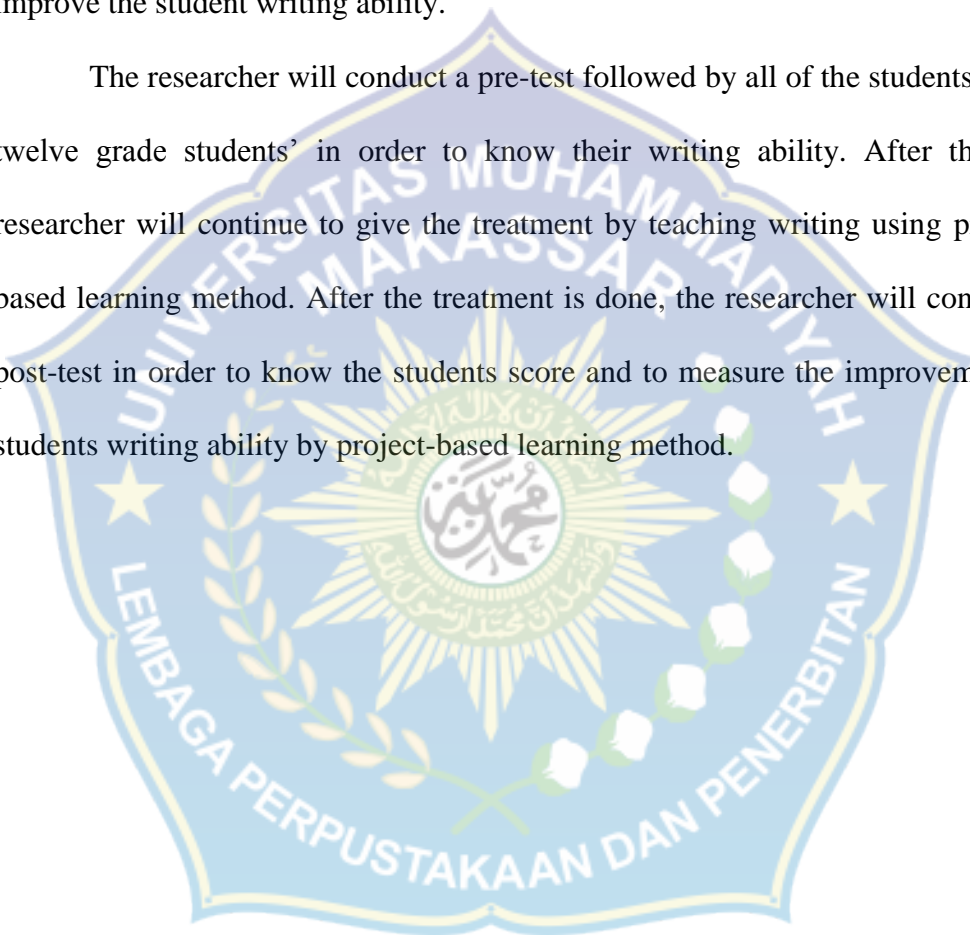 improve the student writing ability.
The researcher will conduct a pre-test followed by all of the students
twelve grade students’ in order to know their writing ability. After th
researcher will continue to give the treatment by teaching writing using p
based learning method. After the treatment is done, the researcher will con
post-test in order to know the students score and to measure the improvem
students writing ability by project-based learning method.
UNIVERSITAS MUHAMMADIYAH
MAKASSAR
LEMBAGA PERPUSTAKAAN DAN PENERBITAN